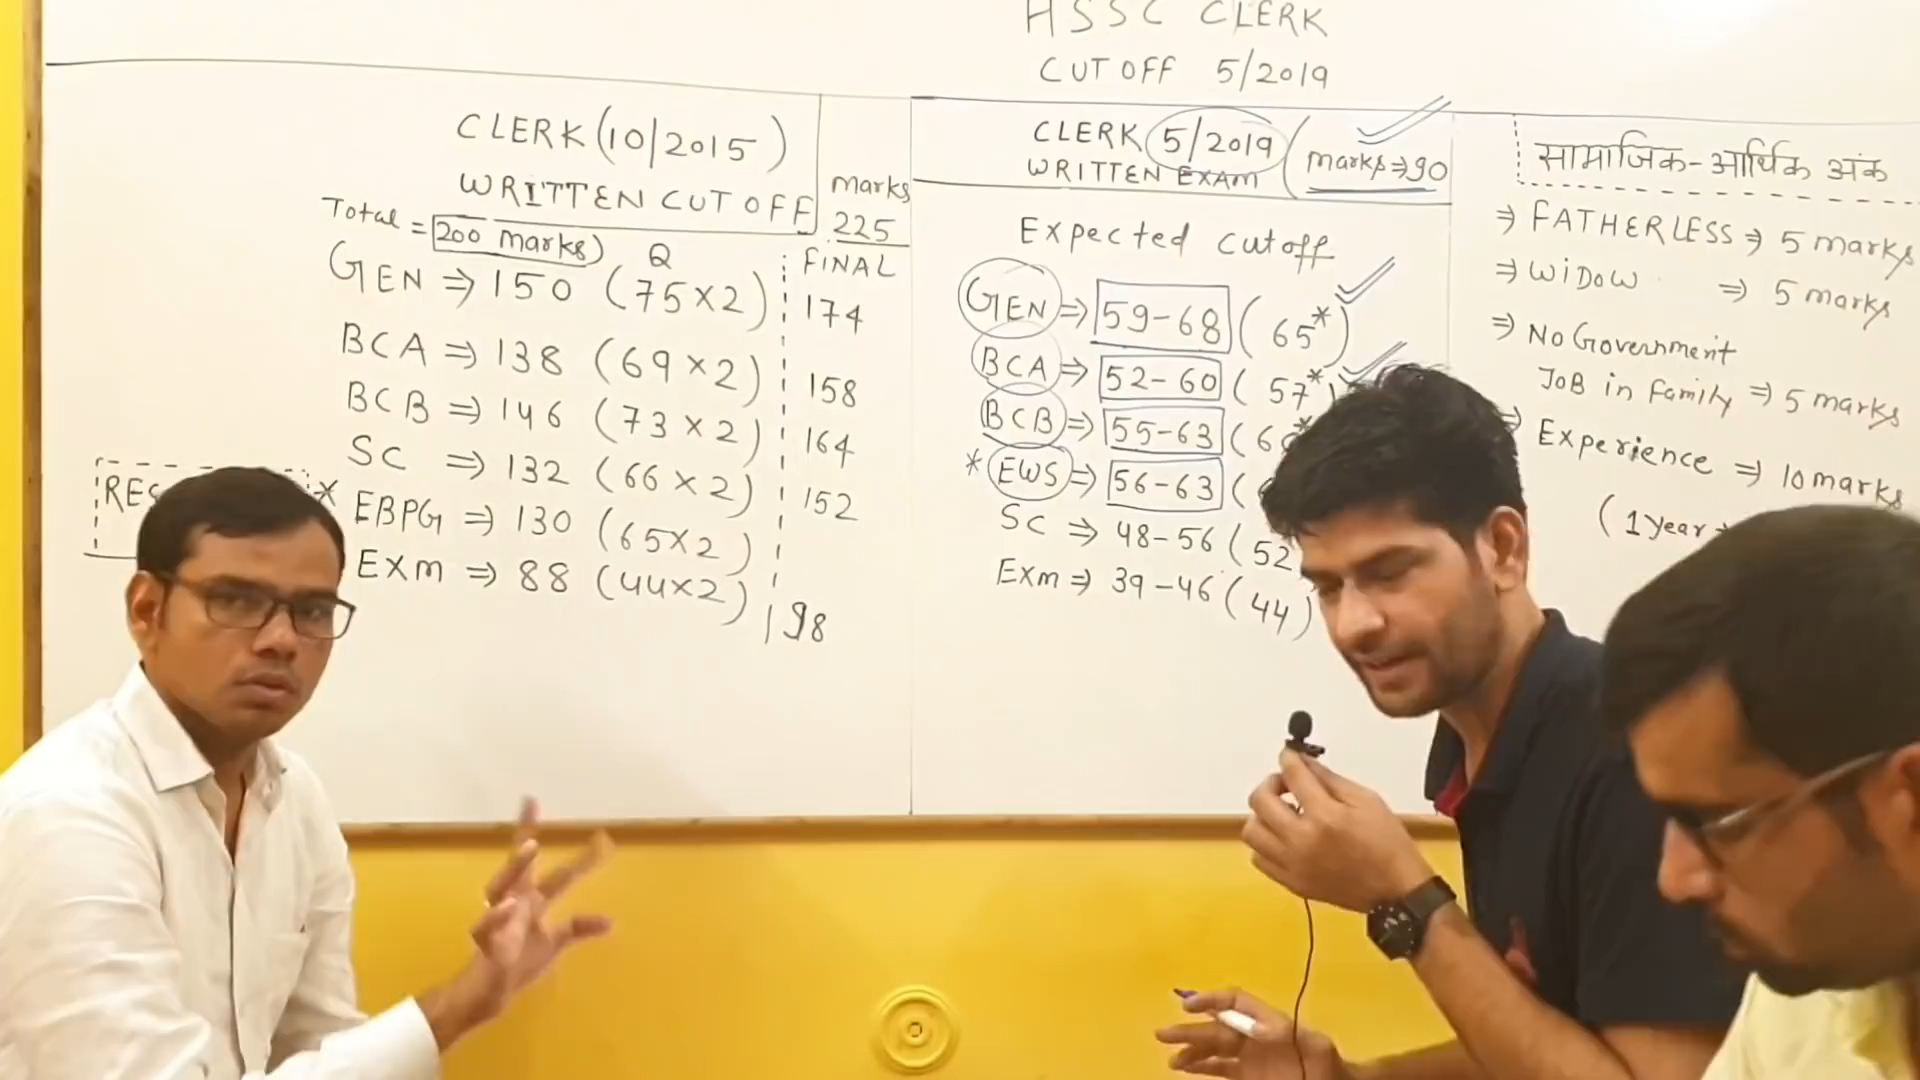 HSSC CLERK
CUT OFF 5/2019
CLERK (10/2015)
WRITTEN CUT OFF
marks
225
Total = 200 marks)
Q
FINAL
GEN ⇒ 150 (75×2) 174
BCA ⇒ 138 (69×2) 158
BCB ⇒ 146 (73×2) 164
SC ⇒ 132 (66×2) 152
* EBPG ⇒ 130 (65×2)
EXM ⇒ 88 (44×2) 98
CLERK 5/2019
WRITTEN EXAM
(marks⇒90
Expected cutoff
GEN ⇒ 59-68 (65*)
BCA ⇒ 52-60 (57*)
BCB ⇒ 55-63 (
* EWS ⇒ 56-63 (
SC ⇒ 48-56 (52
EXM ⇒ 39-46 (44)
सामाजिक-आर्थिक अंक
⇒ FATHERLESS ⇒ 5 marks
⇒ WiDOW ⇒ 5 marks
⇒ No Government
JoB in family ⇒ 5 marks
⇒ Experience ⇒ 10 marks
(1 Year